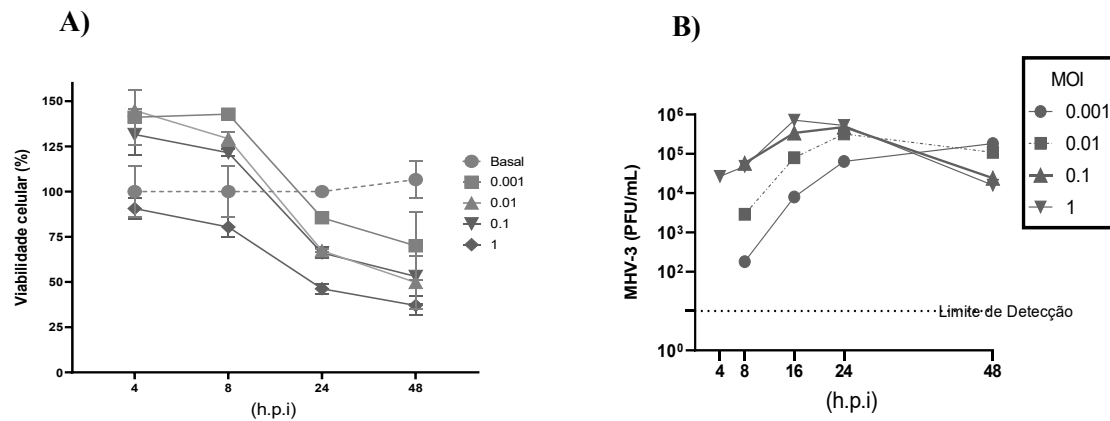 A)
Viabilidade celular (%)
150
125
100
75
50
25
0
4 8 24 48
(h.p.i)
Basal
0.001
0.01
0.1
1
B)
MHV-3 (PFU/mL)
10⁶
10⁵
10⁴
10³
10²
10⁰
Limite de Detecção
4 8 16 24 48
(h.p.i)
MOI
0.001
0.01
0.1
1